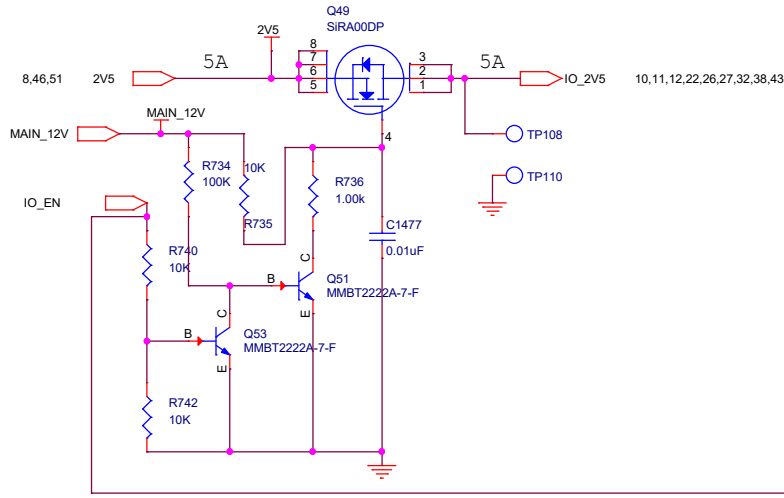 Q49
SiRA00DP
2V5
5A
5A
8
7
6
5
3
2
1
4
8,46,51
2V5
IO_2V5
10,11,12,22,26,27,32,38,43
MAIN_12V
MAIN_12V
TP108
TP110
R734
100K
10K
R735
R736
1.00k
IO_EN
C1477
0.01uF
R740
10K
C
B
E
Q51
MMBT2222A-7-F
C
B
E
Q53
MMBT2222A-7-F
R742
10K